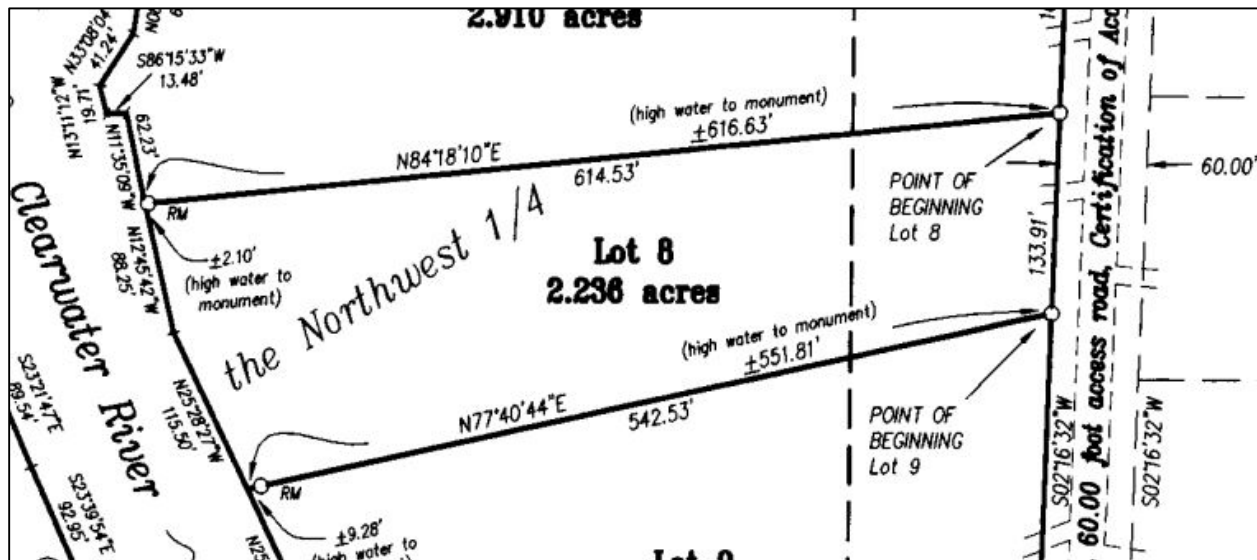 2.910 acres
N33°08'04"
41.24'
S86°15'33"W
13.48'
N13°11'12"W
19.71'
N11°35'09"W
62.23'
(high water to monument)
±616.63'
N84°18'10"E
614.53'
RM
±2.10'
(high water to
monument)
N12°45'42"W
88.25'
the Northwest 1/4
Lot 8
2.236 acres
POINT OF
BEGINNING
Lot 8
133.91'
60.00'
60.00 foot access road, Certification of
(high water to monument)
±551.81'
N77°40'44"E
542.53'
POINT OF
BEGINNING
Lot 9
S02°16'32"W
S02°16'32"W
Clearwater River
N25°28'27"W
115.50'
S23°21'47"E
89.54'
S23°39'54"E
92.95'
RM
±9.28'
(high water to
N25
Lot 9